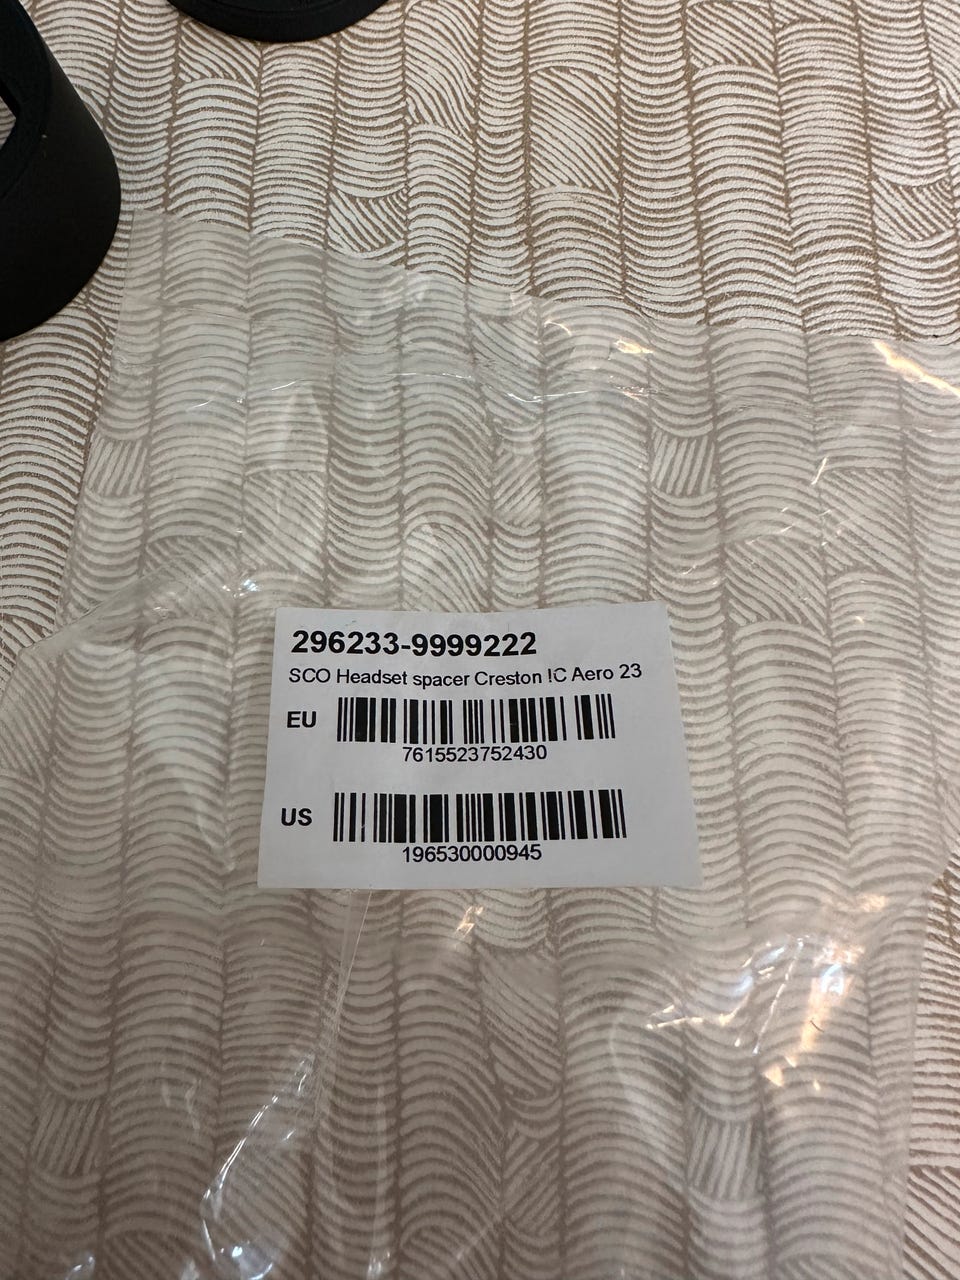 296233-9999222
SCO Headset spacer Creston IC Aero 23
EU
7615523752430
US
196530000945